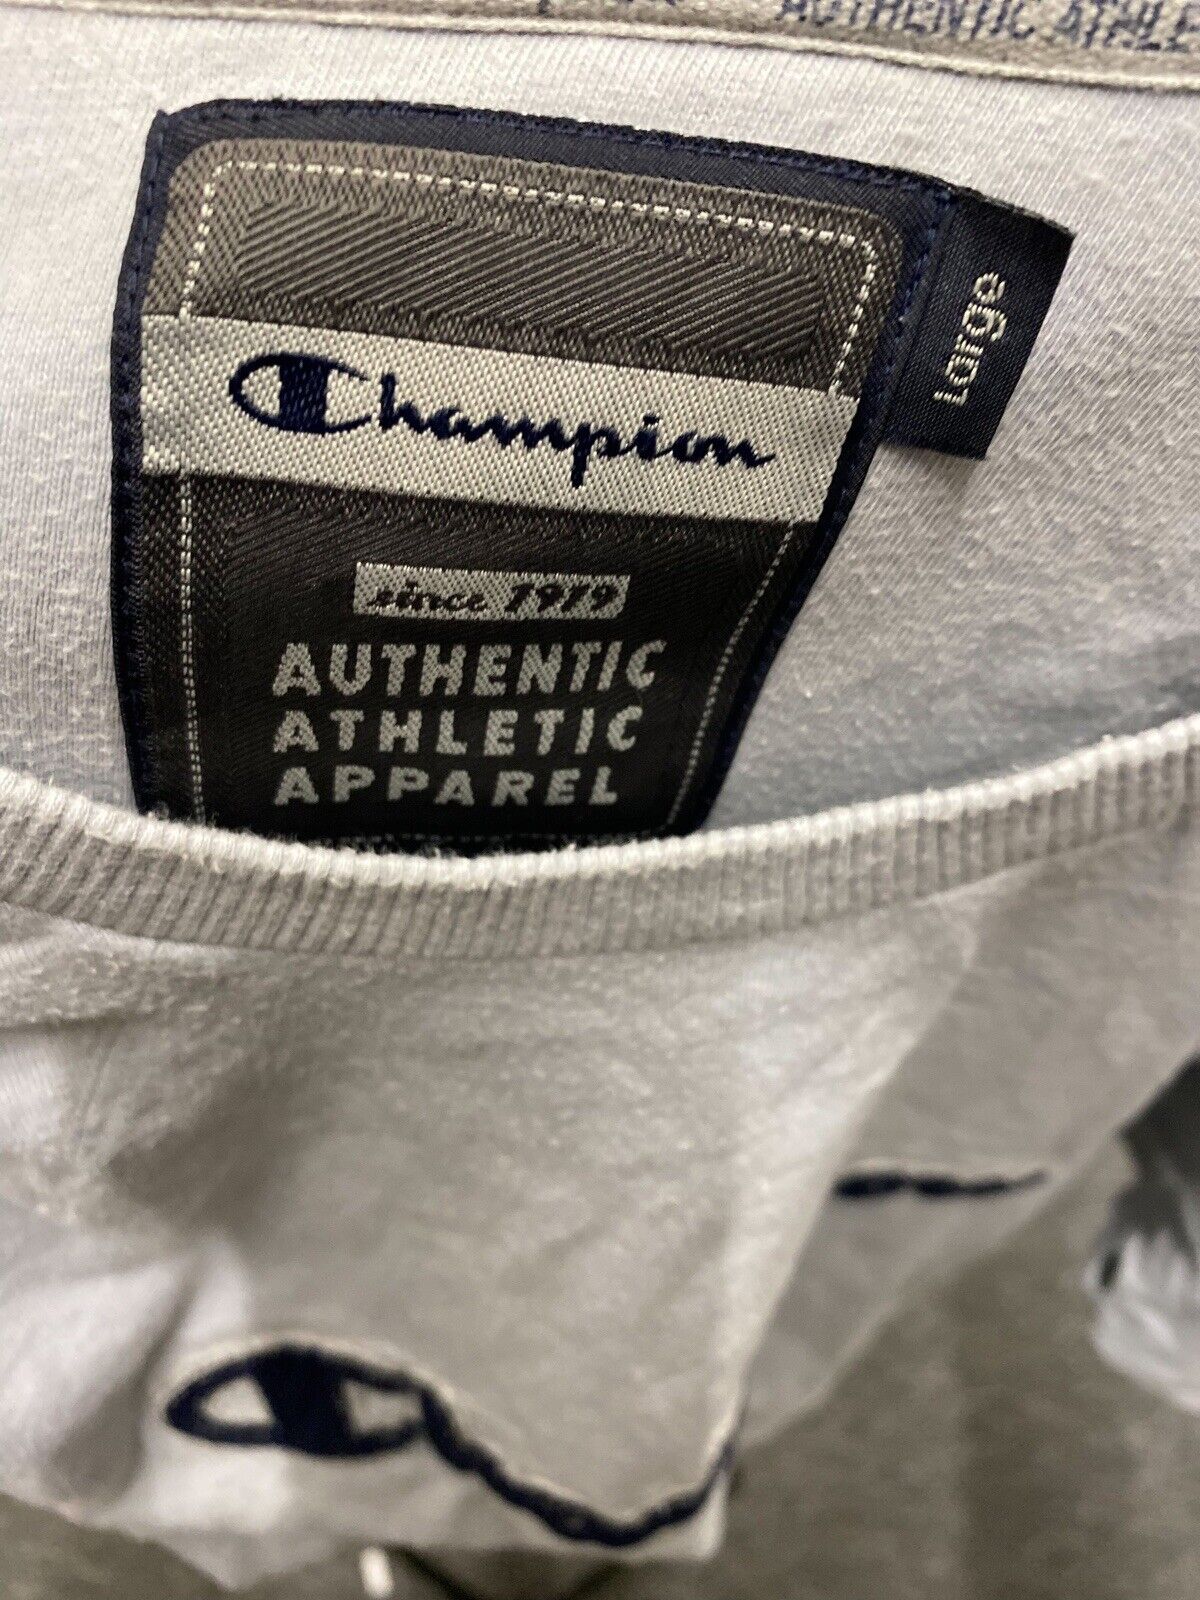 AUTHENTIC ATHLE
Champion
Large
since 1919
AUTHENTIC
ATHLETIC
APPAREL